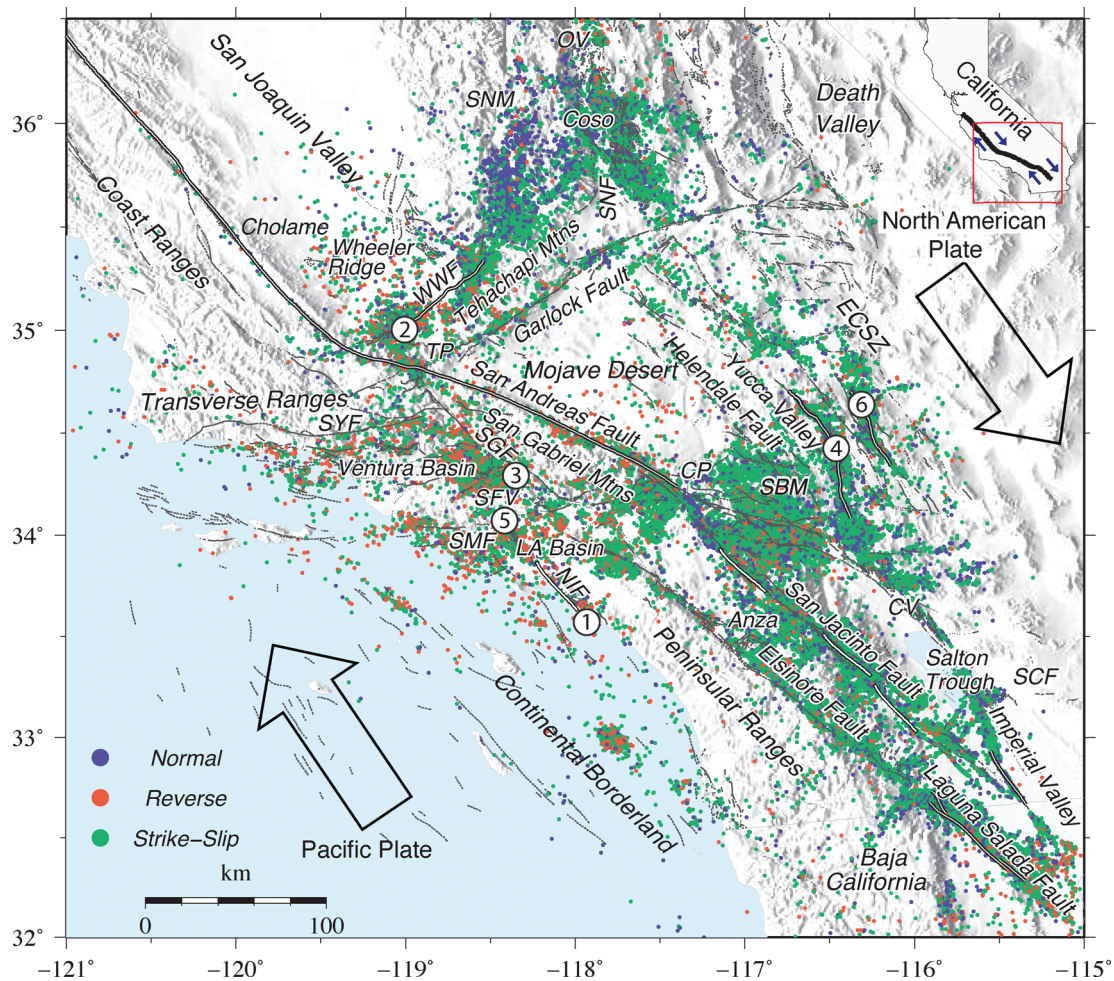 36°
35°
34°
33°
32°
−121°
−120°
−119°
−118°
−117°
−116°
−115°
San Joaquin Valley
SNM
OV
Coso
Death
Valley
California
North American
Plate
Coast Ranges
Cholame
Wheeler
Ridge
WWF
SNF
Tehachapi Mtns
Garlock Fault
ECSZ
2
TP
Mojave Desert
San Andreas Fault
Helendale Fault
Yucca Valley
6
4
Transverse Ranges
SYF
SGF
San Gabriel Mtns
Ventura Basin
3
CP
SBM
SFV
5
SMF
LA Basin
NIF
1
San Jacinto Fault
CV
Anza
Elsinore Fault
Salton
Trough
SCF
Peninsular Ranges
Imperial Valley
Continental Borderland
Laguna Salada Fault
Baja
California
Pacific Plate
Normal
Reverse
Strike−Slip
km
0
100